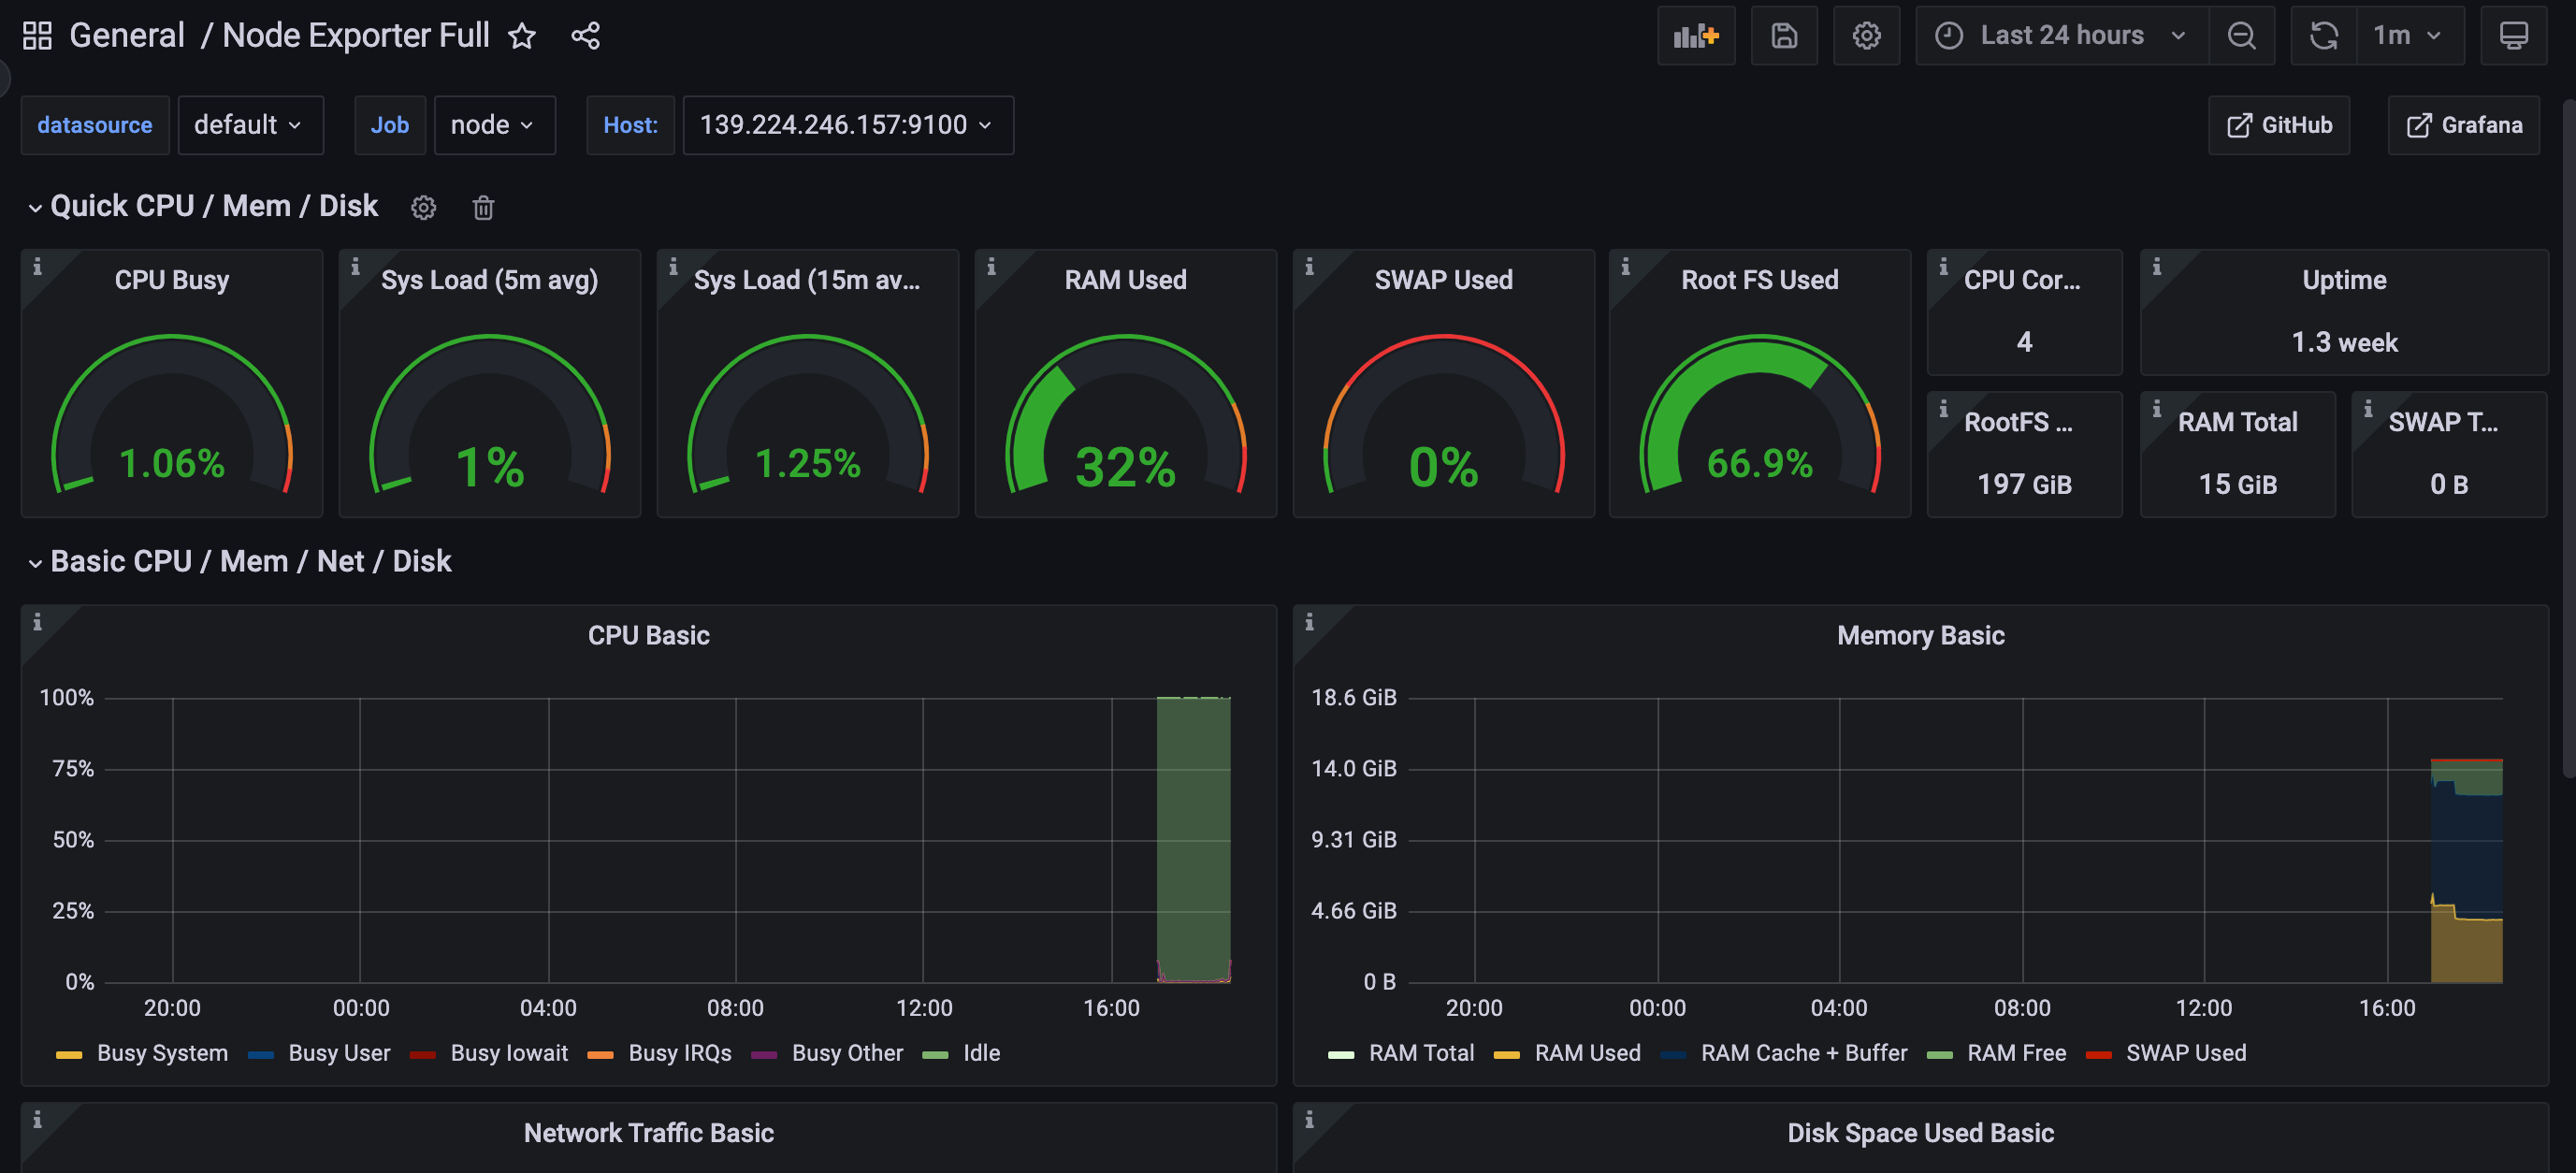 General / Node Exporter Full
Last 24 hours
1m
datasource default Job node Host: 139.224.246.157:9100
GitHub Grafana
Quick CPU / Mem / Disk
CPU Busy
1.06%
Sys Load (5m avg)
1%
Sys Load (15m av...
1.25%
RAM Used
32%
SWAP Used
0%
Root FS Used
66.9%
CPU Cor...
4
Uptime
1.3 week
RootFS ...
197 GiB
RAM Total
15 GiB
SWAP T...
0 B
Basic CPU / Mem / Net / Disk
CPU Basic
100%
75%
50%
25%
0%
20:00 00:00 04:00 08:00 12:00 16:00
Busy System Busy User Busy Iowait Busy IRQs Busy Other Idle
Memory Basic
18.6 GiB
14.0 GiB
9.31 GiB
4.66 GiB
0 B
20:00 00:00 04:00 08:00 12:00 16:00
RAM Total RAM Used RAM Cache + Buffer RAM Free SWAP Used
Network Traffic Basic
Disk Space Used Basic